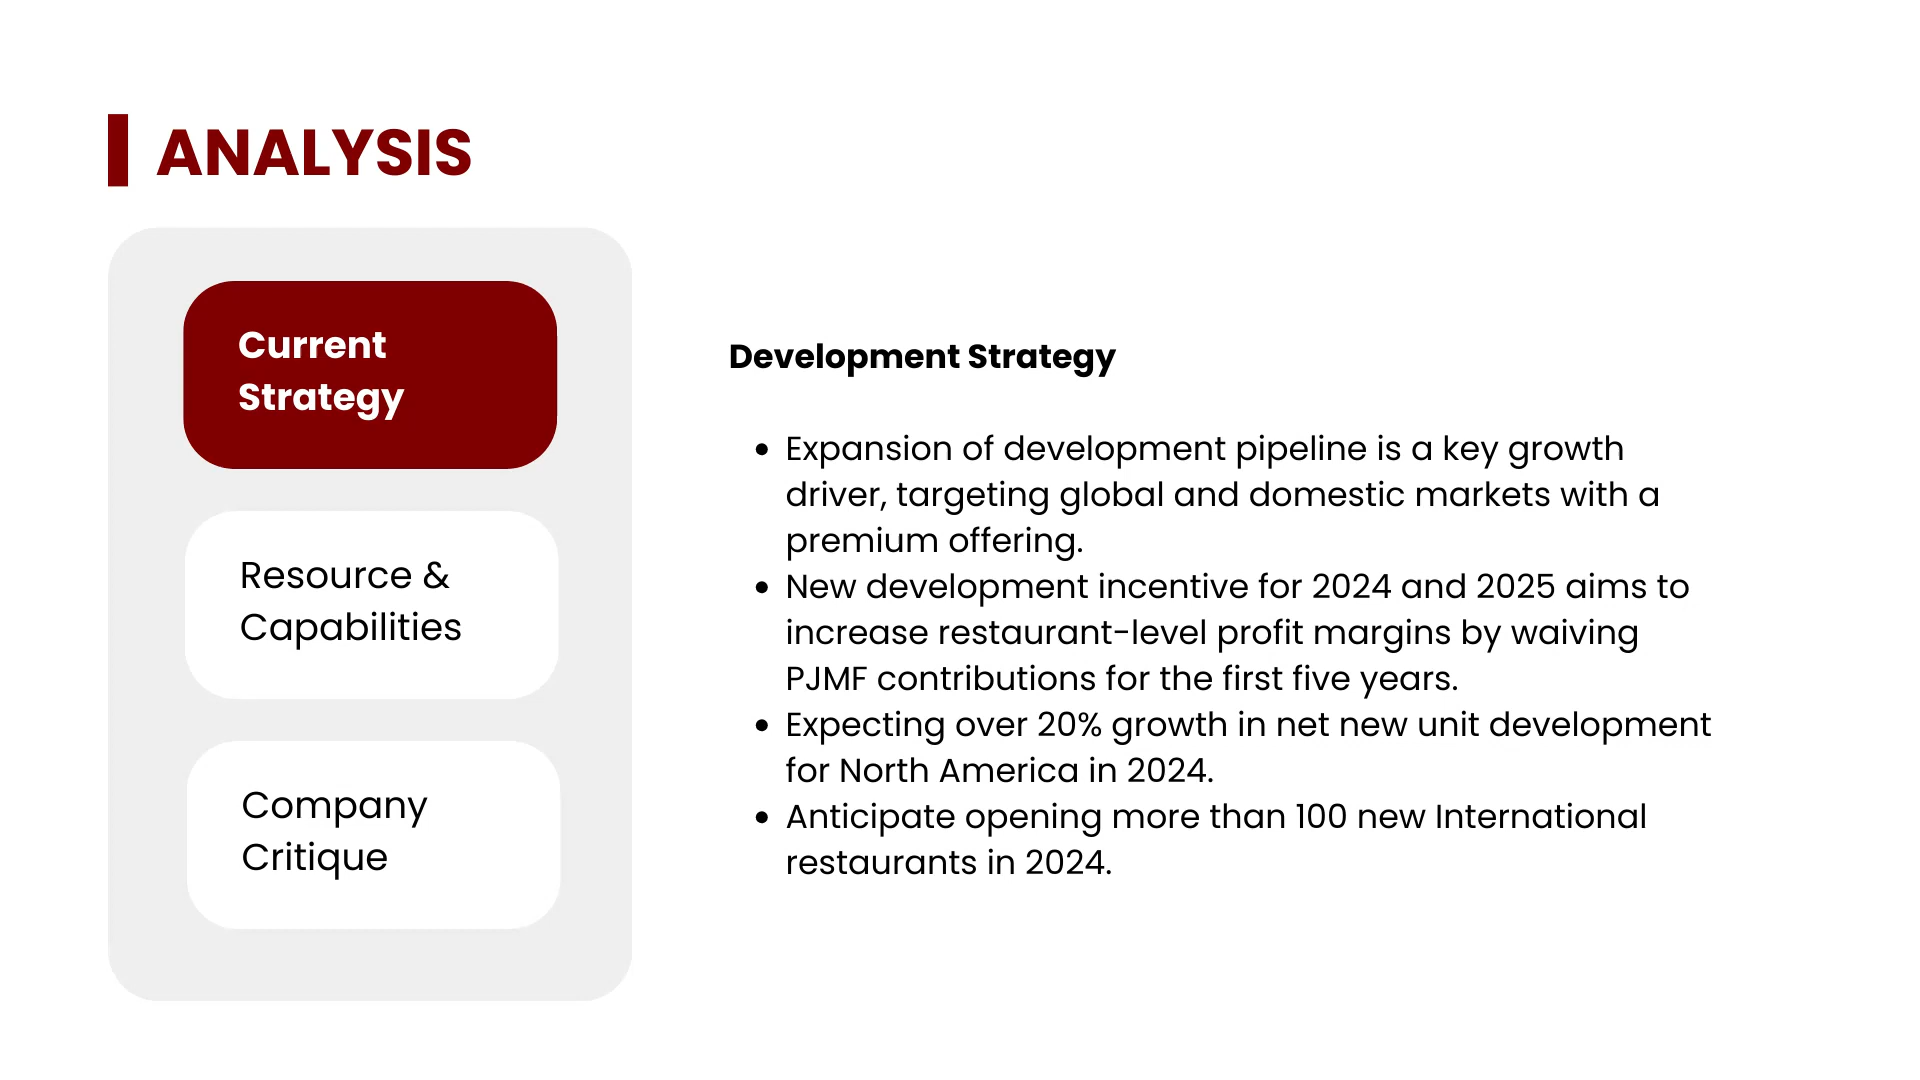 ANALYSIS
Current
Strategy
Resource &
Capabilities
Company
Critique
Development Strategy
• Expansion of development pipeline is a key growth
driver, targeting global and domestic markets with a
premium offering.
• New development incentive for 2024 and 2025 aims to
increase restaurant-level profit margins by waiving
PJMF contributions for the first five years.
• Expecting over 20% growth in net new unit development
for North America in 2024.
• Anticipate opening more than 100 new International
restaurants in 2024.